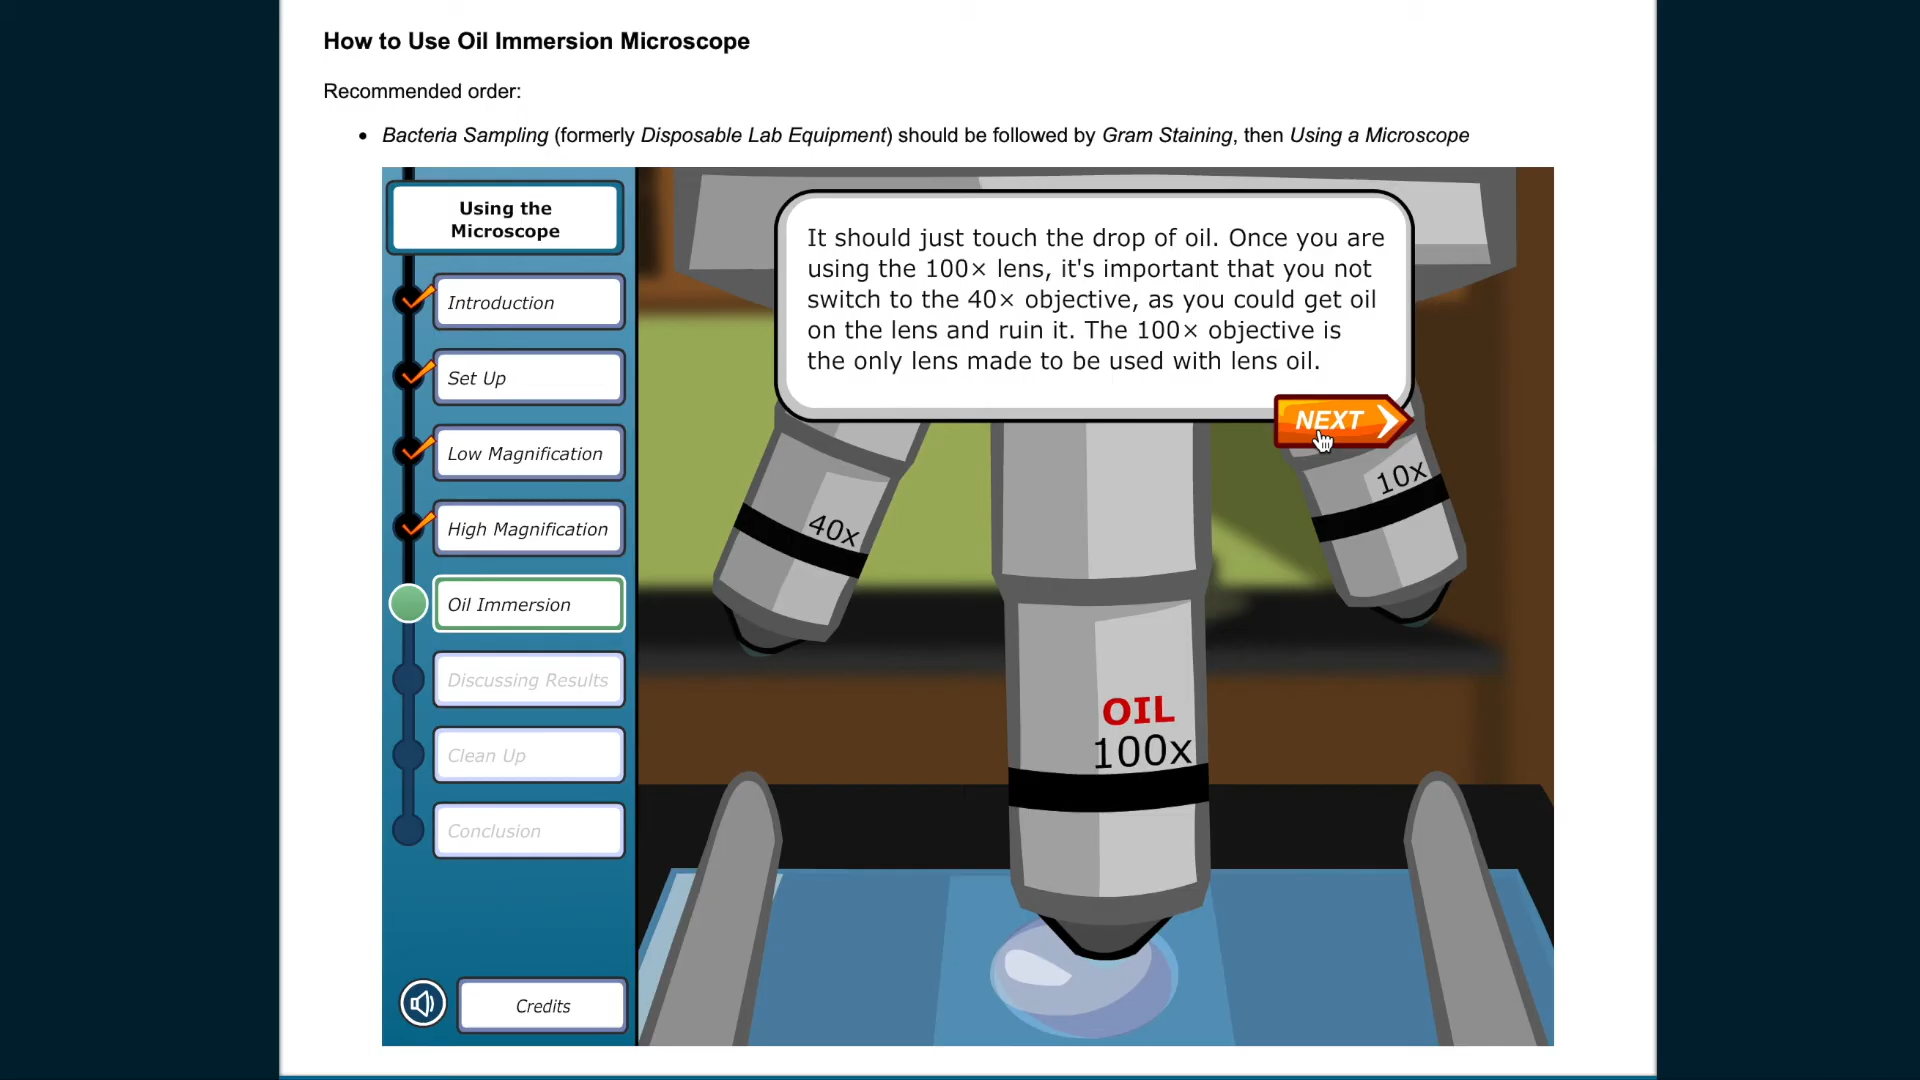 How to Use Oil Immersion Microscope
Recommended order:
• Bacteria Sampling (formerly Disposable Lab Equipment) should be followed by Gram Staining, then Using a Microscope
Using the
Microscope
Introduction
Set Up
Low Magnification
High Magnification
Oil Immersion
Discussing Results
Clean Up
Conclusion
Credits
It should just touch the drop of oil. Once you are
using the 100× lens, it's important that you not
switch to the 40× objective, as you could get oil
on the lens and ruin it. The 100× objective is
the only lens made to be used with lens oil.
NEXT
40x
10x
OIL
100x